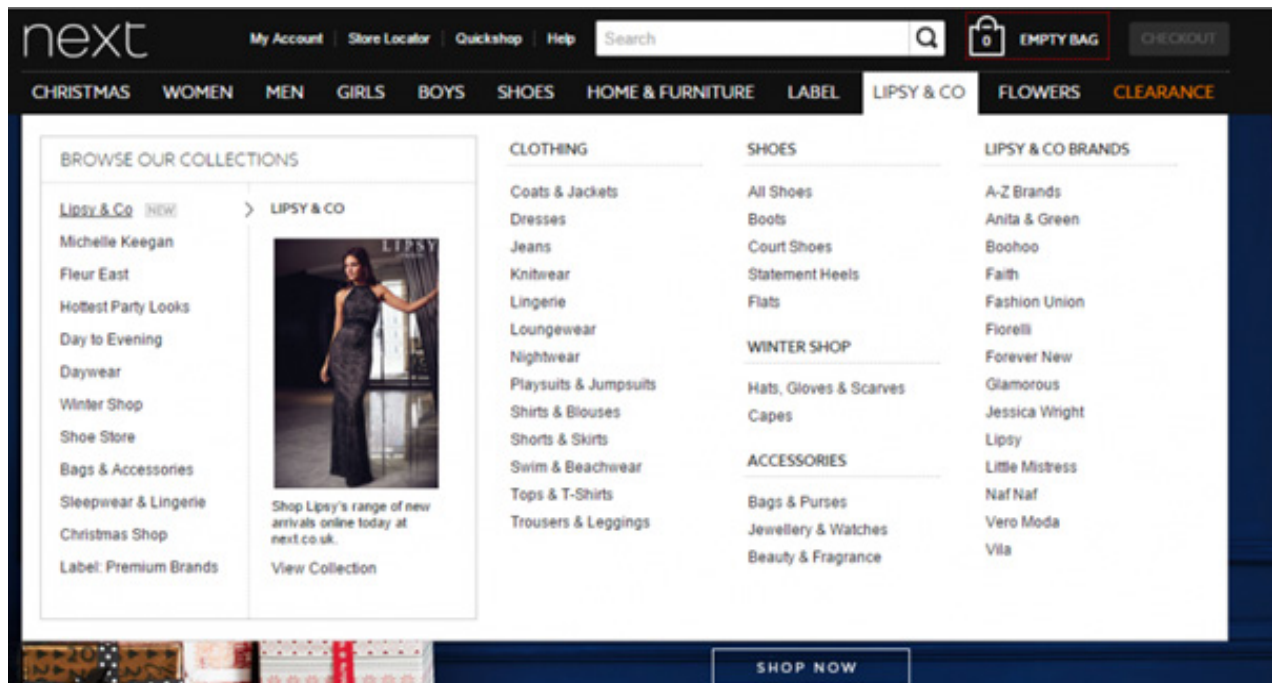 next
My Account
Store Locator
Quickshop
Help
Search
0
EMPTY BAG
CHECKOUT
CHRISTMAS
WOMEN
MEN
GIRLS
BOYS
SHOES
HOME & FURNITURE
LABEL
LIPSY & CO
FLOWERS
CLEARANCE
BROWSE OUR COLLECTIONS
Lipsy & Co NEW
Michelle Keegan
Fleur East
Hottest Party Looks
Day to Evening
Daywear
Winter Shop
Shoe Store
Bags & Accessories
Sleepwear & Lingerie
Christmas Shop
Label: Premium Brands
LIPSY & CO
LIPSY
Shop Lipsy's range of new
arrivals online today at
next.co.uk.
View Collection
CLOTHING
Coats & Jackets
Dresses
Jeans
Knitwear
Lingerie
Loungewear
Nightwear
Playsuits & Jumpsuits
Shirts & Blouses
Shorts & Skirts
Swim & Beachwear
Tops & T-Shirts
Trousers & Leggings
SHOES
All Shoes
Boots
Court Shoes
Statement Heels
Flats
WINTER SHOP
Hats, Gloves & Scarves
Capes
ACCESSORIES
Bags & Purses
Jewellery & Watches
Beauty & Fragrance
LIPSY & CO BRANDS
A-Z Brands
Anita & Green
Boohoo
Faith
Fashion Union
Fiorelli
Forever New
Glamorous
Jessica Wright
Lipsy
Little Mistress
Naf Naf
Vero Moda
Vila
SHOP NOW